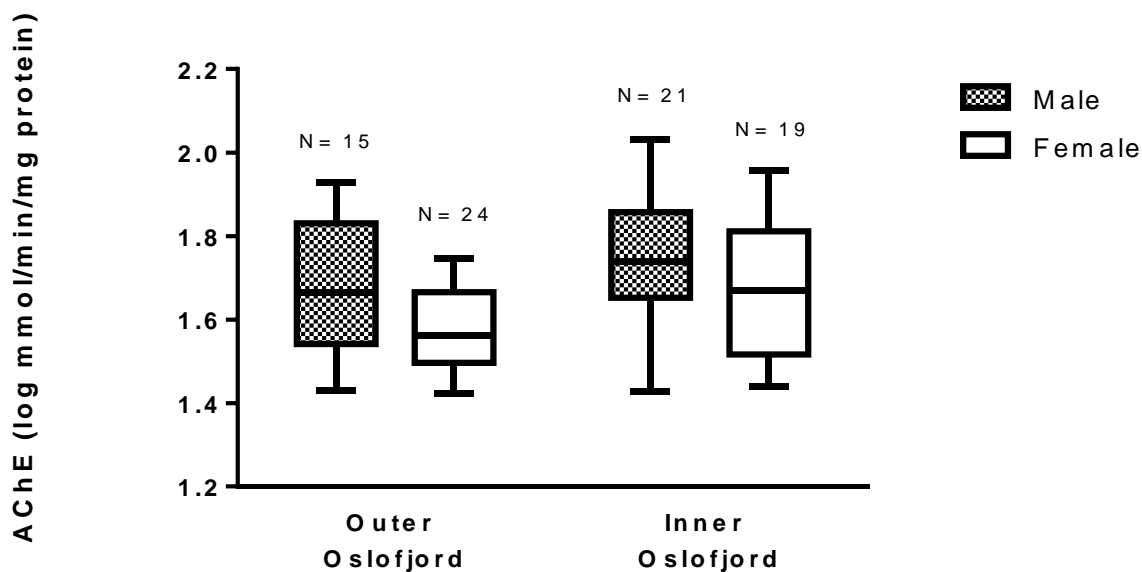 AChE (log mmol/min/mg protein)
2.2
2.0
1.8
1.6
1.4
1.2
N= 15
N= 24
N= 21
N= 19
Male
Female
Outer
Oslofjord
Inner
Oslofjord